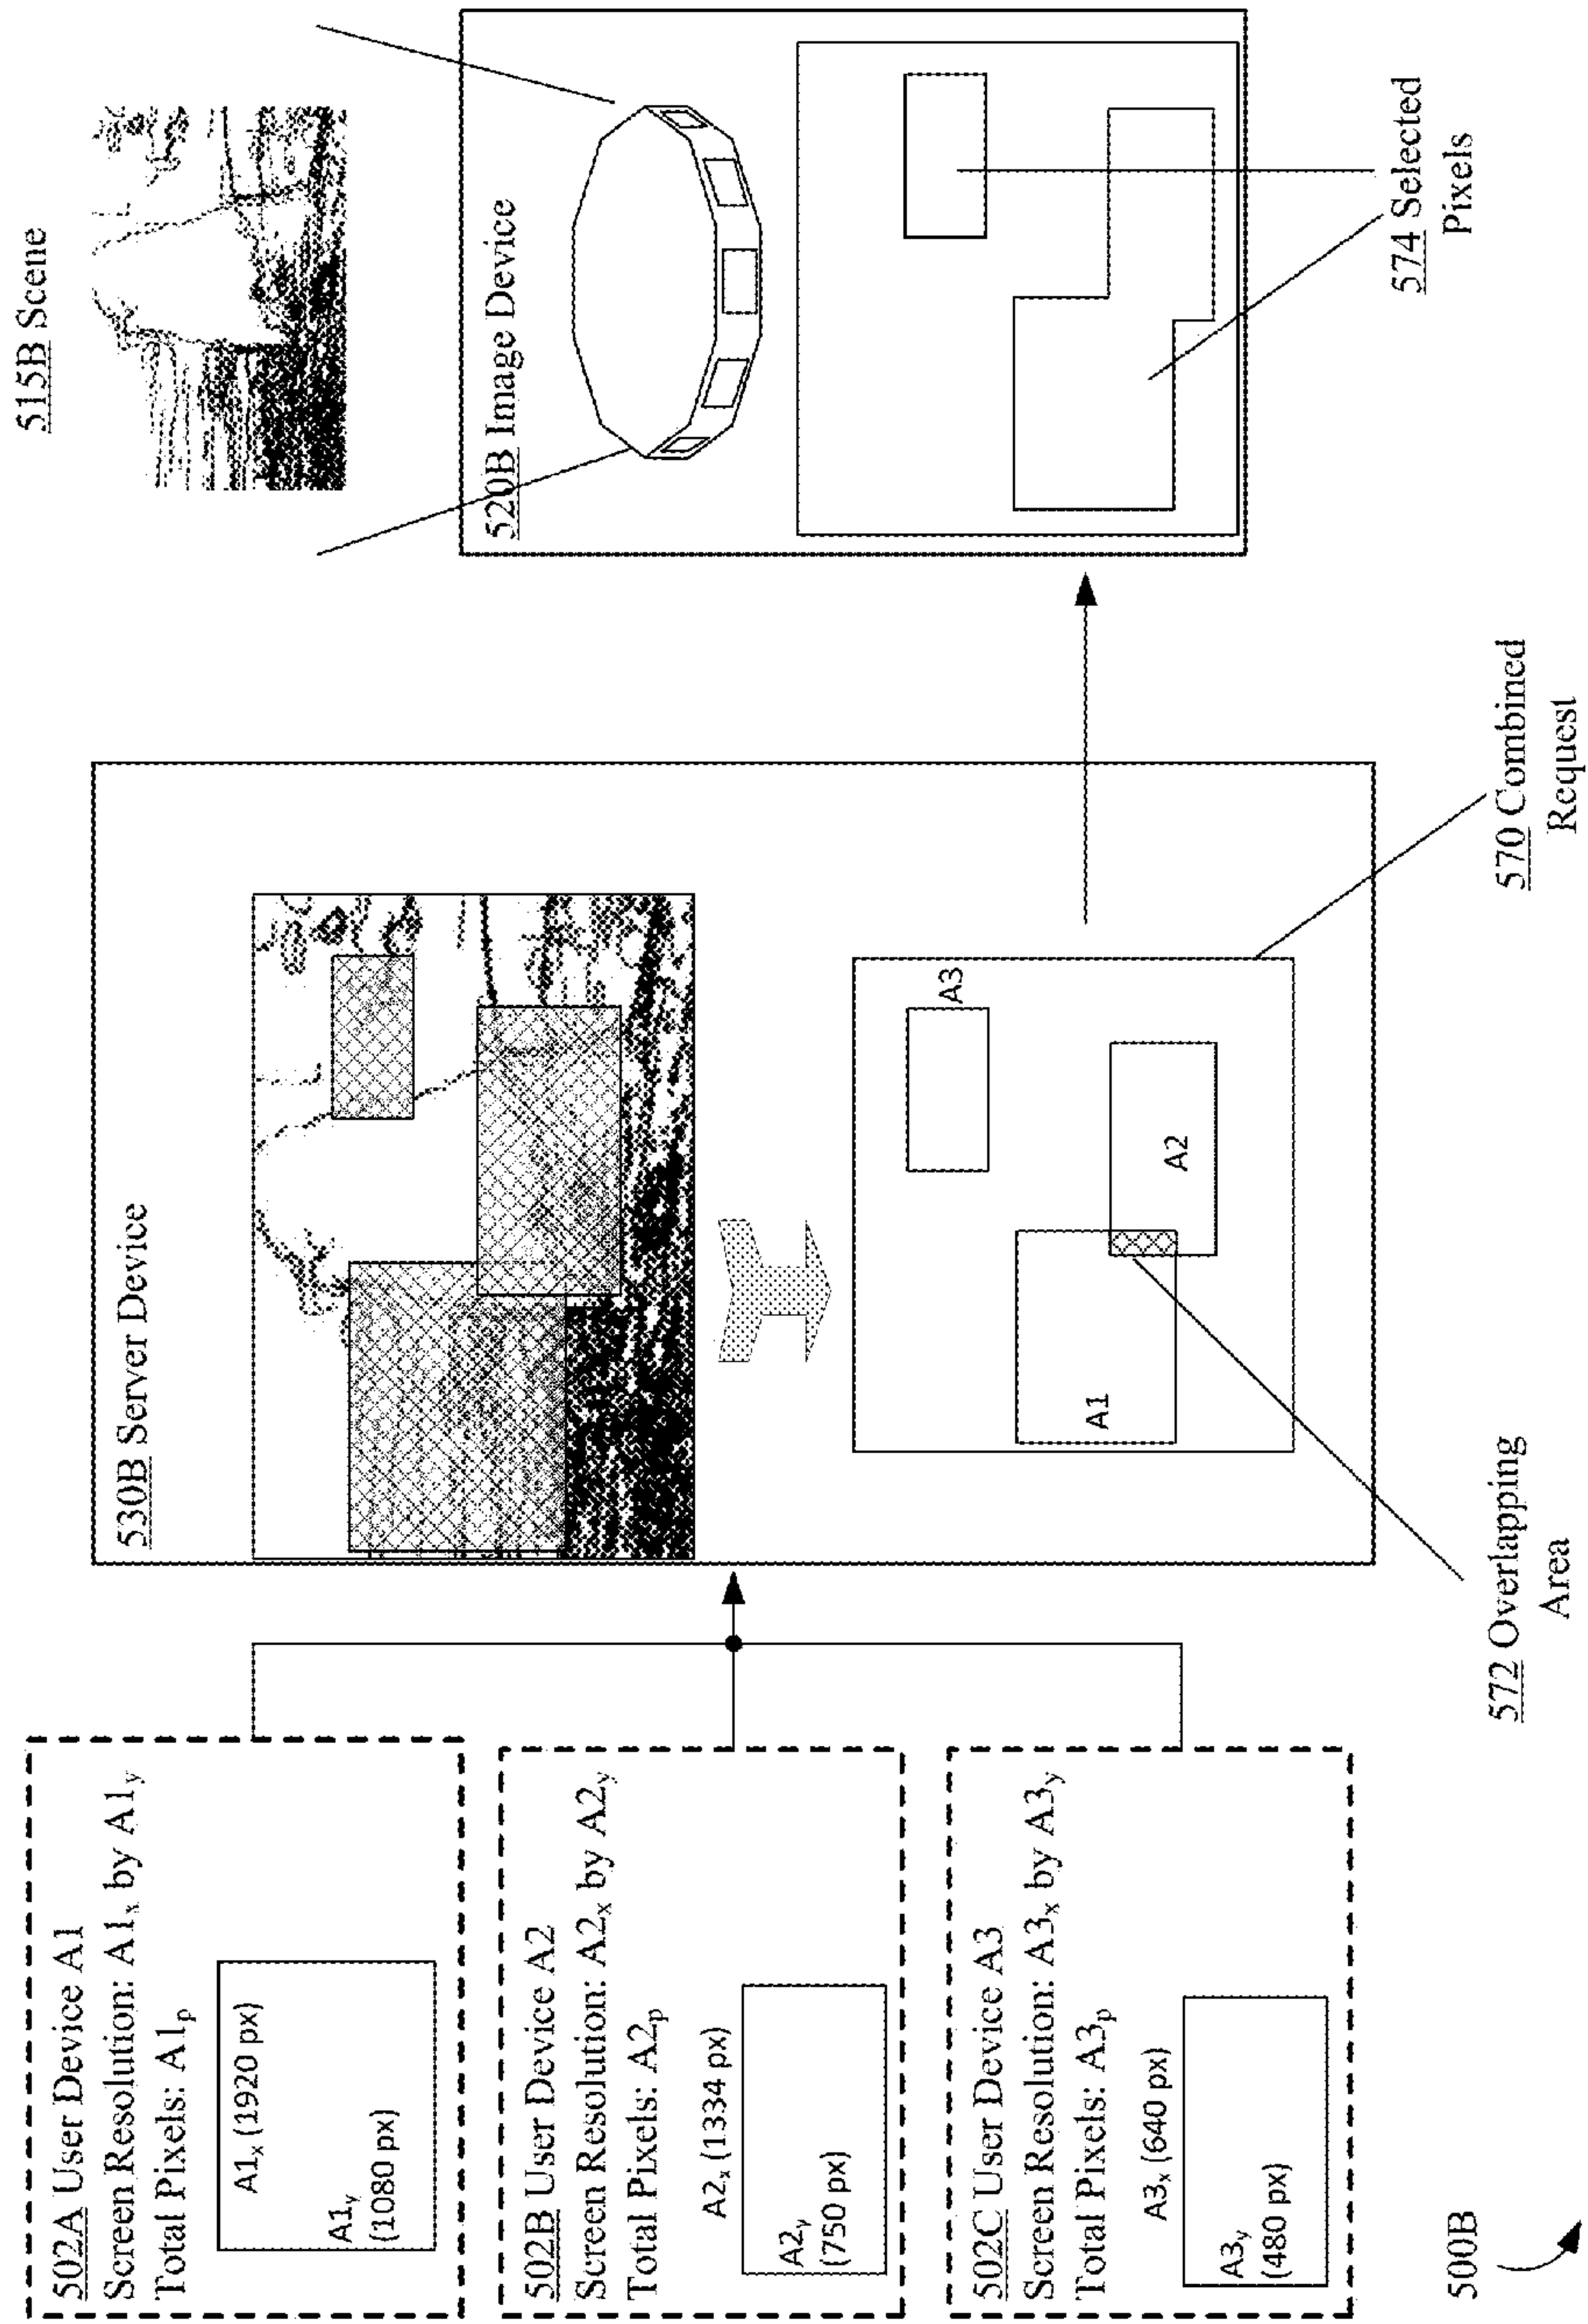 502A User Device A1
Screen Resolution: A1x by A1y
Total Pixels: A1p
A1x (1920 px)
A1y
(1080 px)
502B User Device A2
Screen Resolution: A2x by A2y
Total Pixels: A2p
A2x (1334 px)
A2y
(750 px)
502C User Device A3
Screen Resolution: A3x by A3y
Total Pixels: A3p
A3x (640 px)
A3y
(480 px)
500B
530B Server Device
A1
A2
A3
572 Overlapping
Area
570 Combined
Request
515B Scene
520B Image Device
574 Selected
Pixels